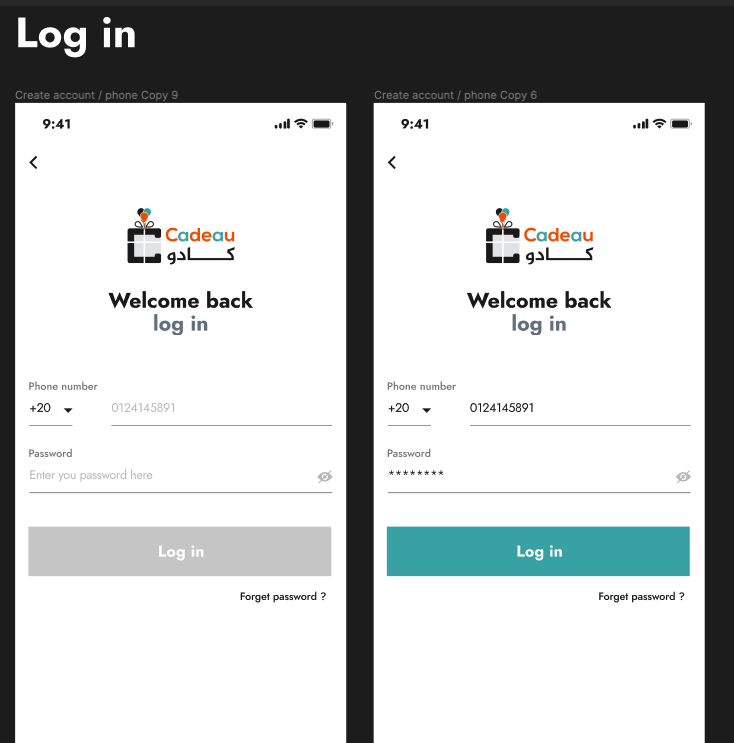 Log in
Create account / phone Copy 9
9:41
Cadeau
كــادو
Welcome back
log in
Phone number
+20 0124145891
Password
Enter you password here
Log in
Forget password ?
Create account / phone Copy 6
9:41
Cadeau
كــادو
Welcome back
log in
Phone number
+20 0124145891
Password
********
Log in
Forget password ?